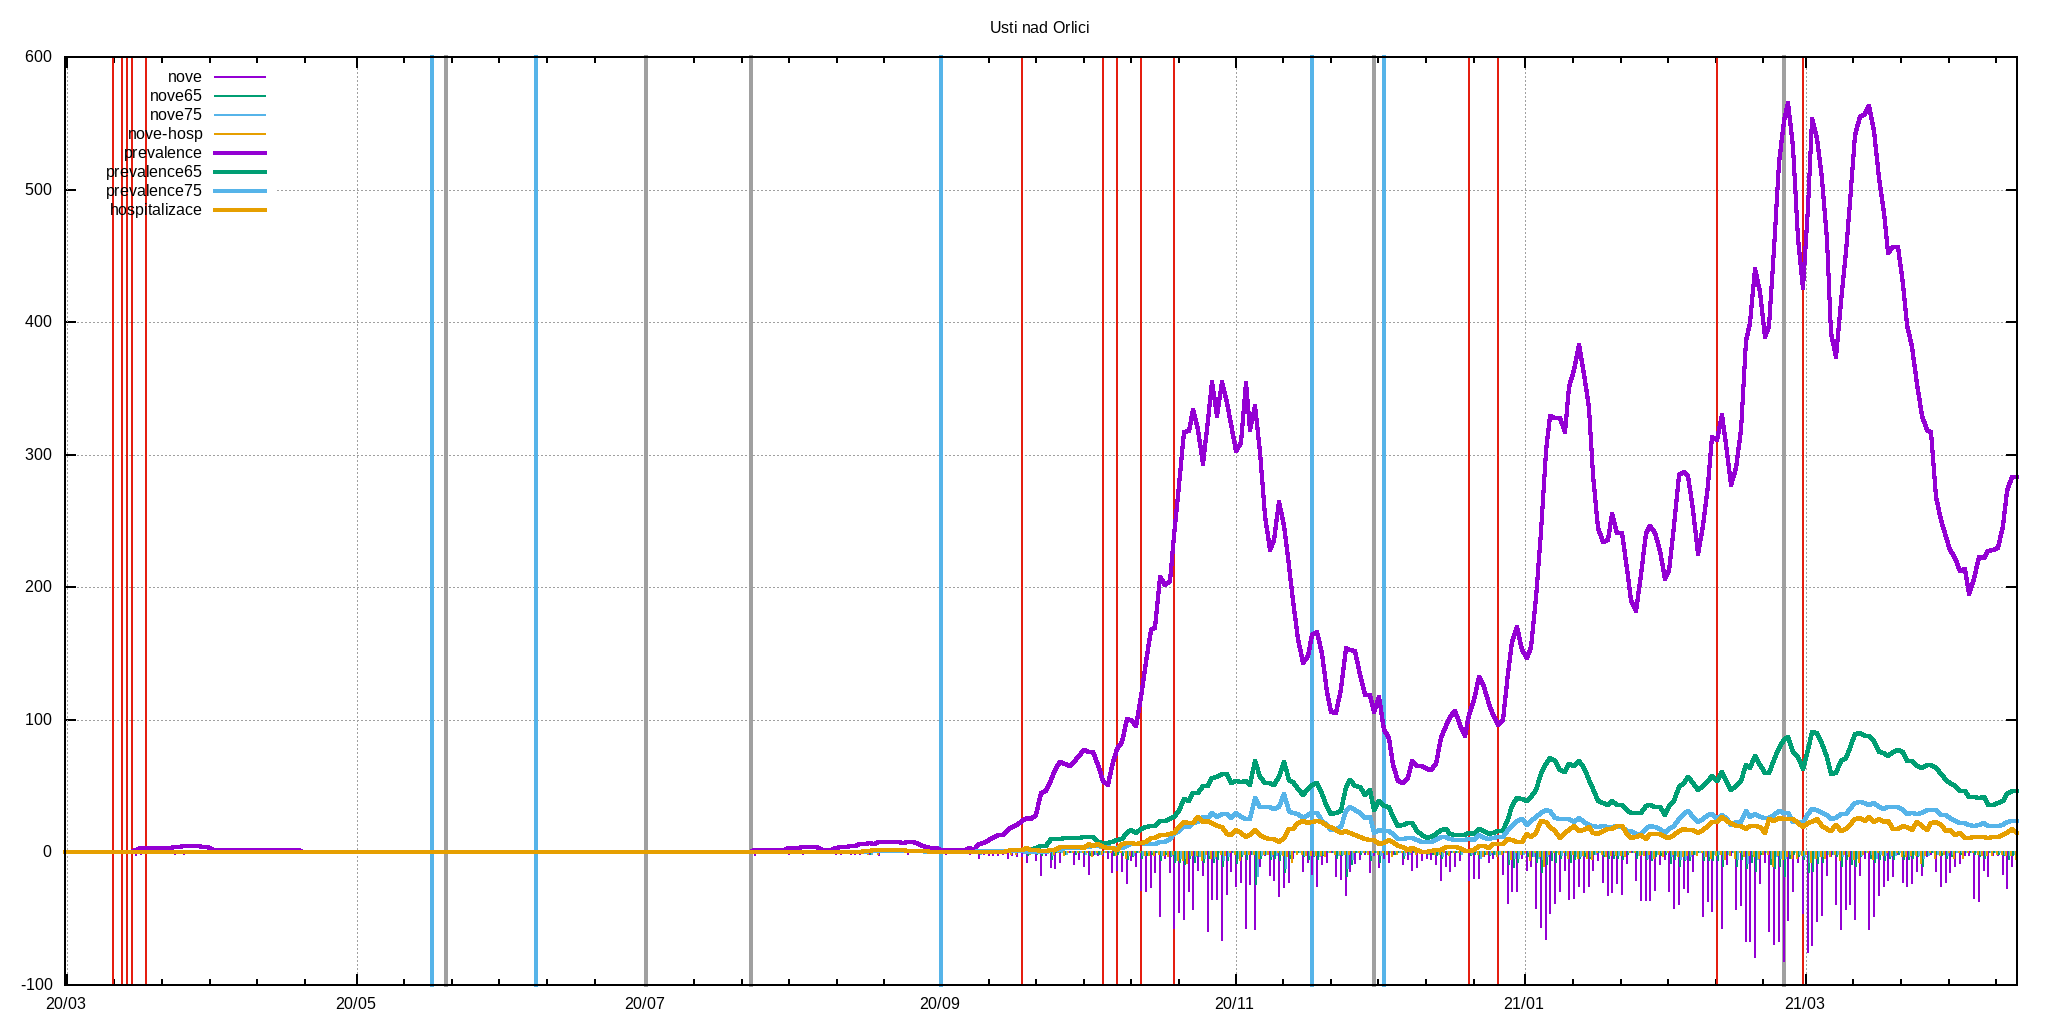 Usti nad Orlici
600
500
400
300
200
100
0
-100
nove
nove65
nove75
nove-hosp
prevalence
prevalence65
prevalence75
hospitalizace
20/03 20/05 20/07 20/09 20/11 21/01 21/03